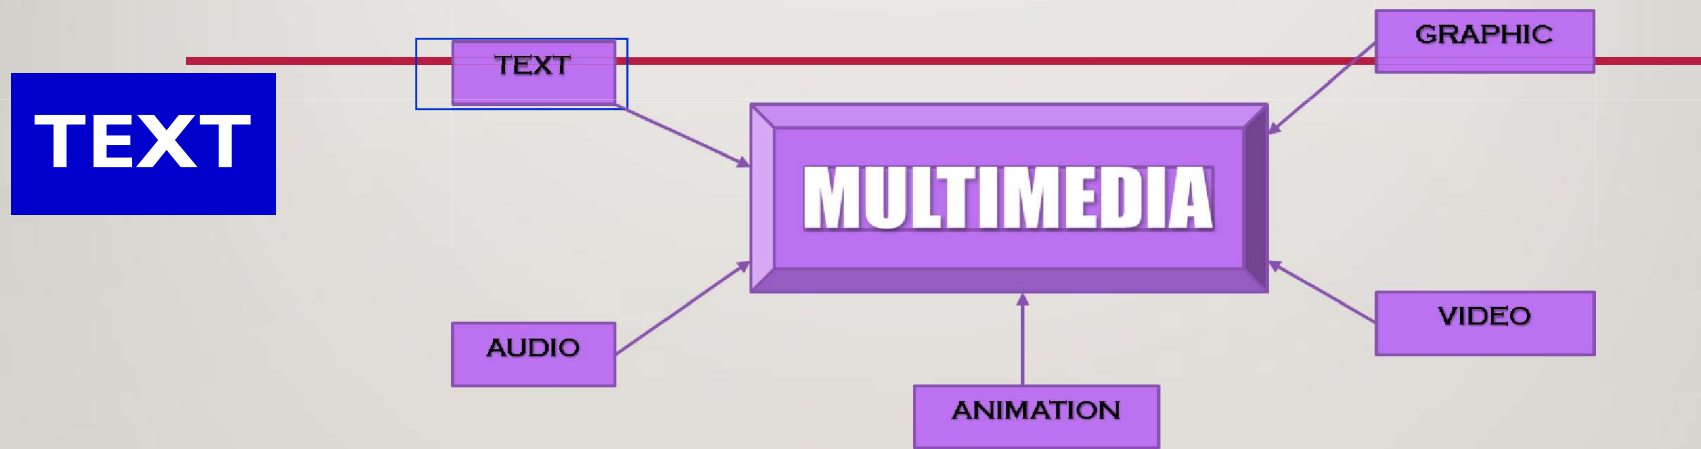 TEXT
TEXT
GRAPHIC
MULTIMEDIA
AUDIO
VIDEO
ANIMATION